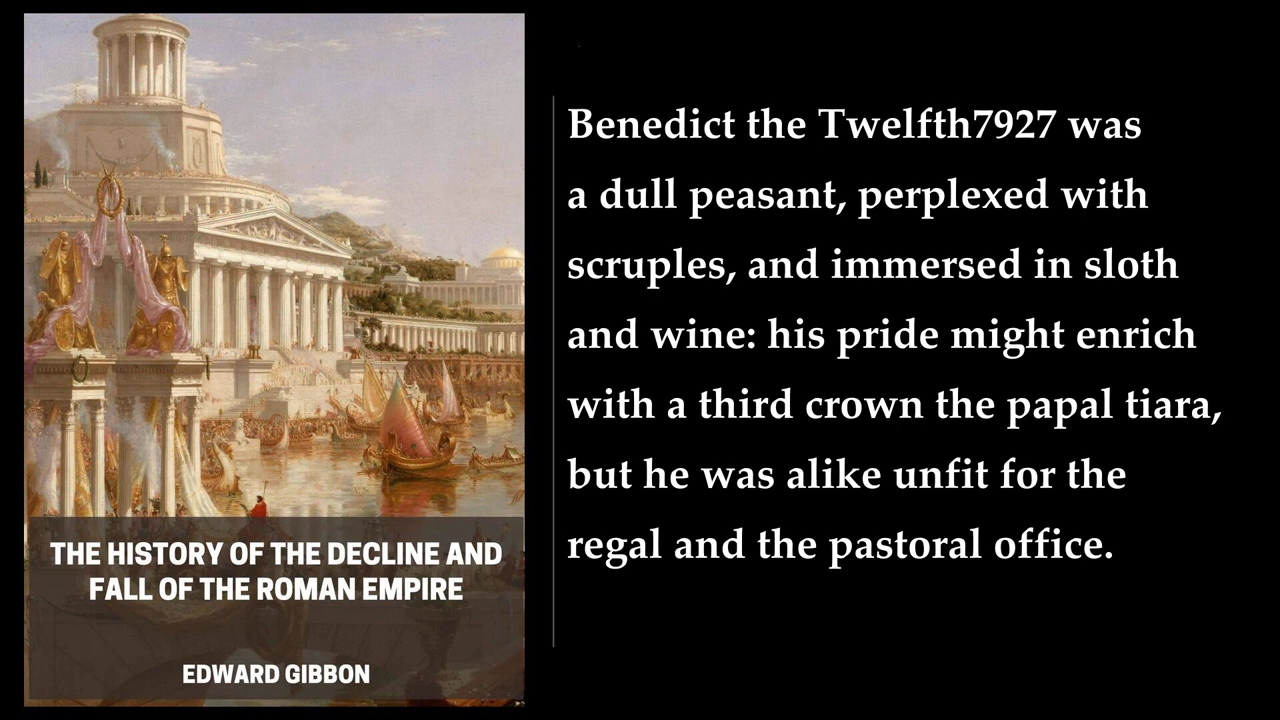 THE HISTORY OF THE DECLINE AND
FALL OF THE ROMAN EMPIRE
EDWARD GIBBON
Benedict the Twelfth7927 was
a dull peasant, perplexed with
scruples, and immersed in sloth
and wine: his pride might enrich
with a third crown the papal tiara,
but he was alike unfit for the
regal and the pastoral office.